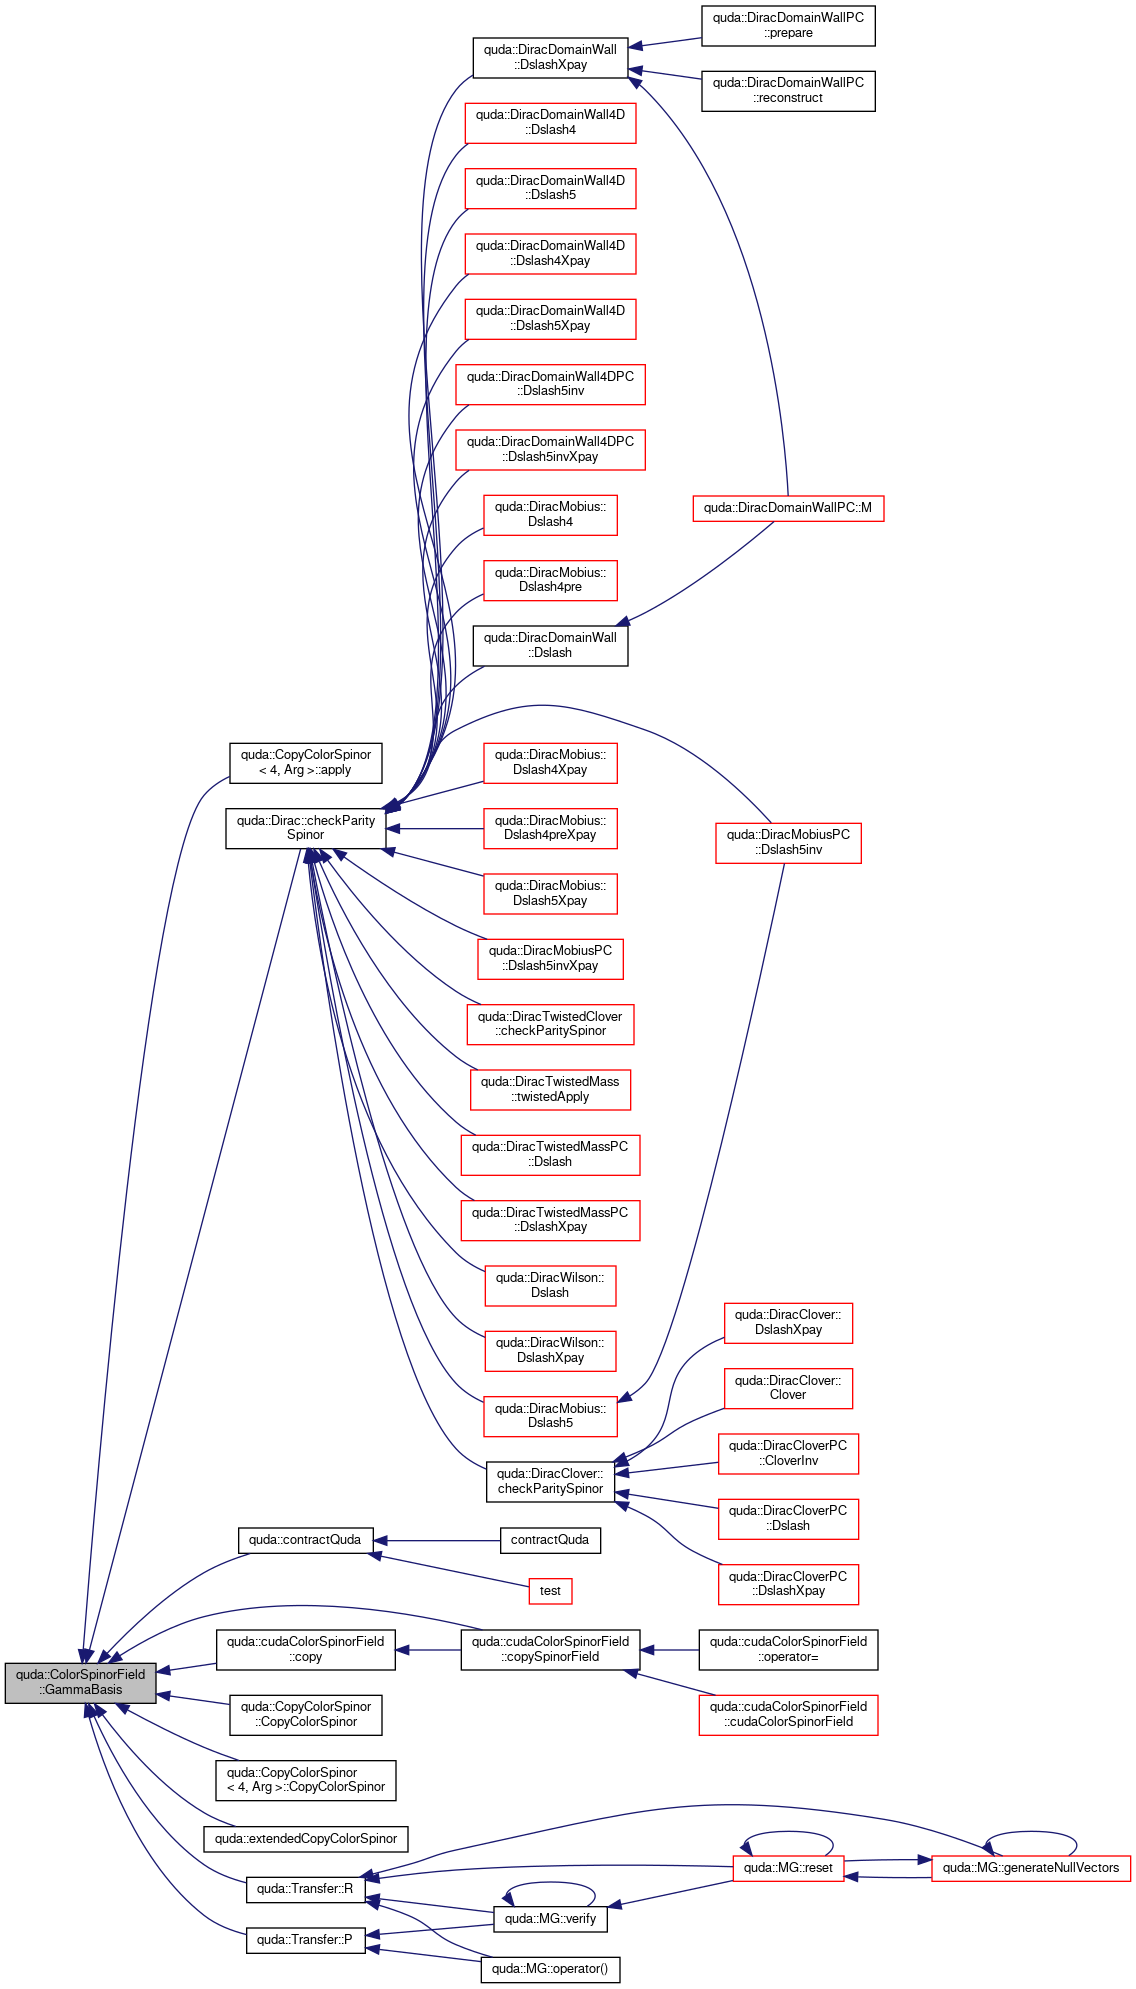 quda::DiracDomainWallPC
::prepare
quda::DiracDomainWall
::DslashXpay
quda::DiracDomainWallPC
::reconstruct
quda::DiracDomainWall4D
::Dslash4
quda::DiracDomainWall4D
::Dslash5
quda::DiracDomainWall4D
::Dslash4Xpay
quda::DiracDomainWall4D
::Dslash5Xpay
quda::DiracDomainWall4DPC
::Dslash5inv
quda::DiracDomainWall4DPC
::Dslash5invXpay
quda::DiracMobius::
Dslash4
quda::DiracDomainWallPC::M
quda::DiracMobius::
Dslash4pre
quda::DiracDomainWall
::Dslash
quda::CopyColorSpinor
< 4, Arg >::apply
quda::DiracMobius::
Dslash4Xpay
quda::Dirac::checkParity
Spinor
quda::DiracMobius::
Dslash4preXpay
quda::DiracMobiusPC
::Dslash5inv
quda::DiracMobius::
Dslash5Xpay
quda::DiracMobiusPC
::Dslash5invXpay
quda::DiracTwistedClover
::checkParitySpinor
quda::DiracTwistedMass
::twistedApply
quda::DiracTwistedMassPC
::Dslash
quda::DiracTwistedMassPC
::DslashXpay
quda::DiracWilson::
Dslash
quda::DiracClover::
DslashXpay
quda::DiracWilson::
DslashXpay
quda::DiracClover::
Clover
quda::DiracMobius::
Dslash5
quda::DiracCloverPC
::CloverInv
quda::DiracClover::
checkParitySpinor
quda::DiracCloverPC
::Dslash
quda::contractQuda
contractQuda
quda::DiracCloverPC
::DslashXpay
test
quda::cudaColorSpinorField
::copy
quda::cudaColorSpinorField
::copySpinorField
quda::cudaColorSpinorField
::operator=
quda::ColorSpinorField
::GammaBasis
quda::CopyColorSpinor
::CopyColorSpinor
quda::cudaColorSpinorField
::cudaColorSpinorField
quda::CopyColorSpinor
< 4, Arg >::CopyColorSpinor
quda::extendedCopyColorSpinor
quda::MG::reset
quda::MG::generateNullVectors
quda::Transfer::R
quda::MG::verify
quda::Transfer::P
quda::MG::operator()